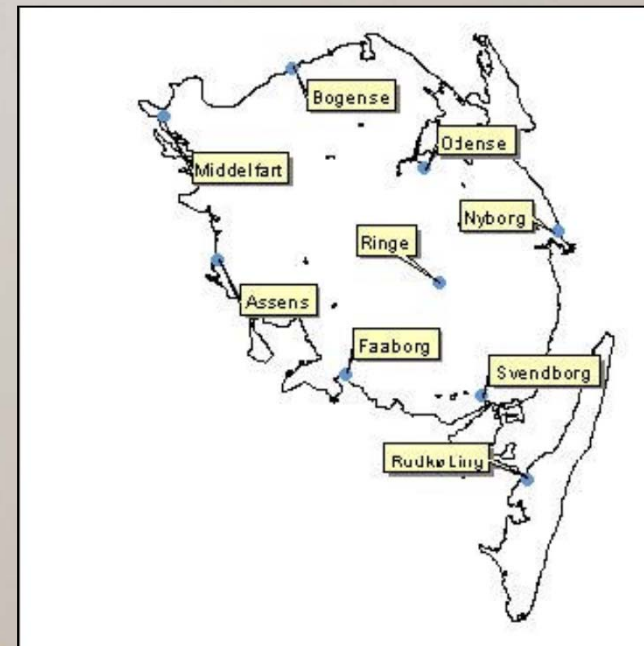 Bogense
Odense
Middelfart
Nyborg
Ringe
Assens
Faaborg
Svendborg
Rudkøbing